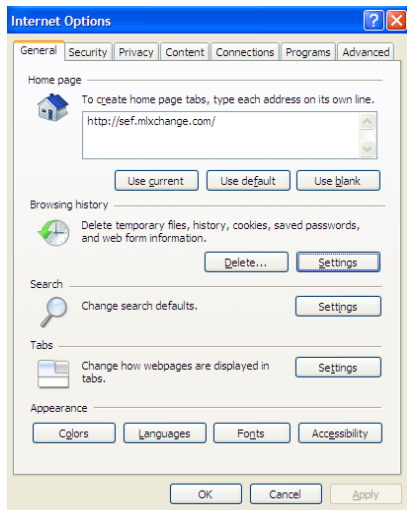 Internet Options
General Security Privacy Content Connections Programs Advanced
Home page
To create home page tabs, type each address on its own line.
http://sef.mlxchange.com/
Use current Use default Use blank
Browsing history
Delete temporary files, history, cookies, saved passwords,
and web form information.
Delete... Settings
Search
Change search defaults. Settings
Tabs
Change how webpages are displayed in
tabs.
Settings
Appearance
Colors Languages Fonts Accessibility
OK Cancel Apply